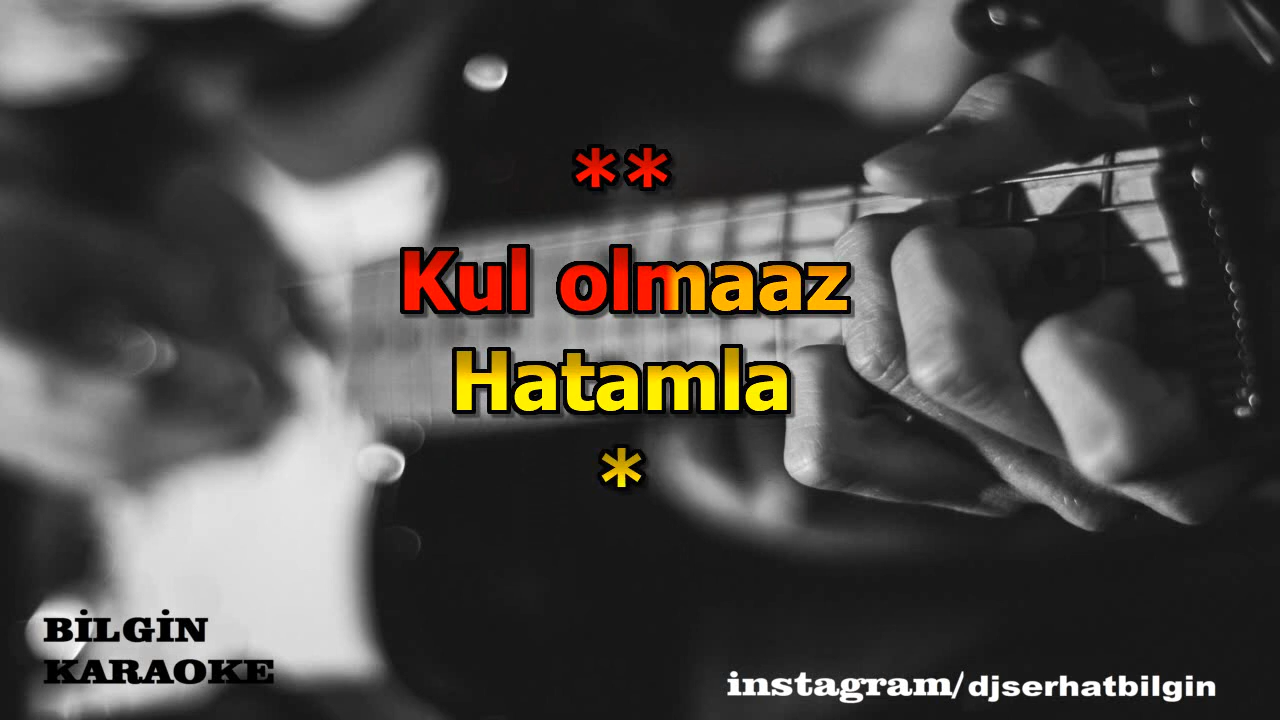 **
Kul olmaaz
Hatamla
*
BİLGİN
KARAOKE
instagram/djserhatbilgin